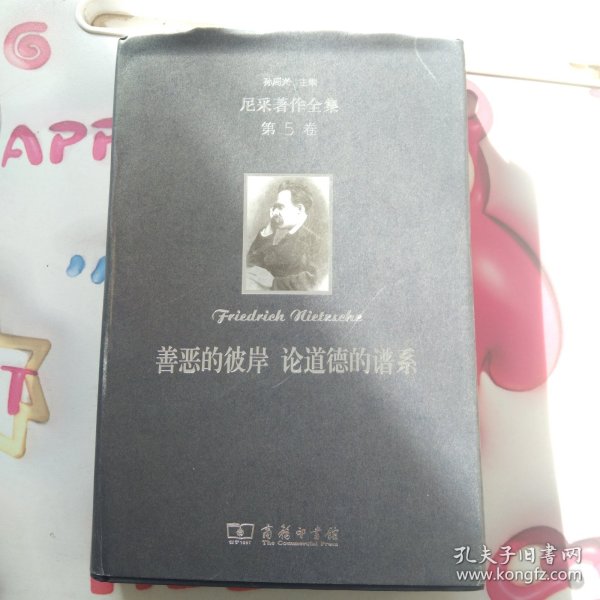 孙周兴 主编
尼采著作全集
第 5 卷
Friedrich Nietzsche
善恶的彼岸 论道德的谱系
商务印书馆
The Commercial Press
APP
孔夫子旧书网
www.kongfz.com